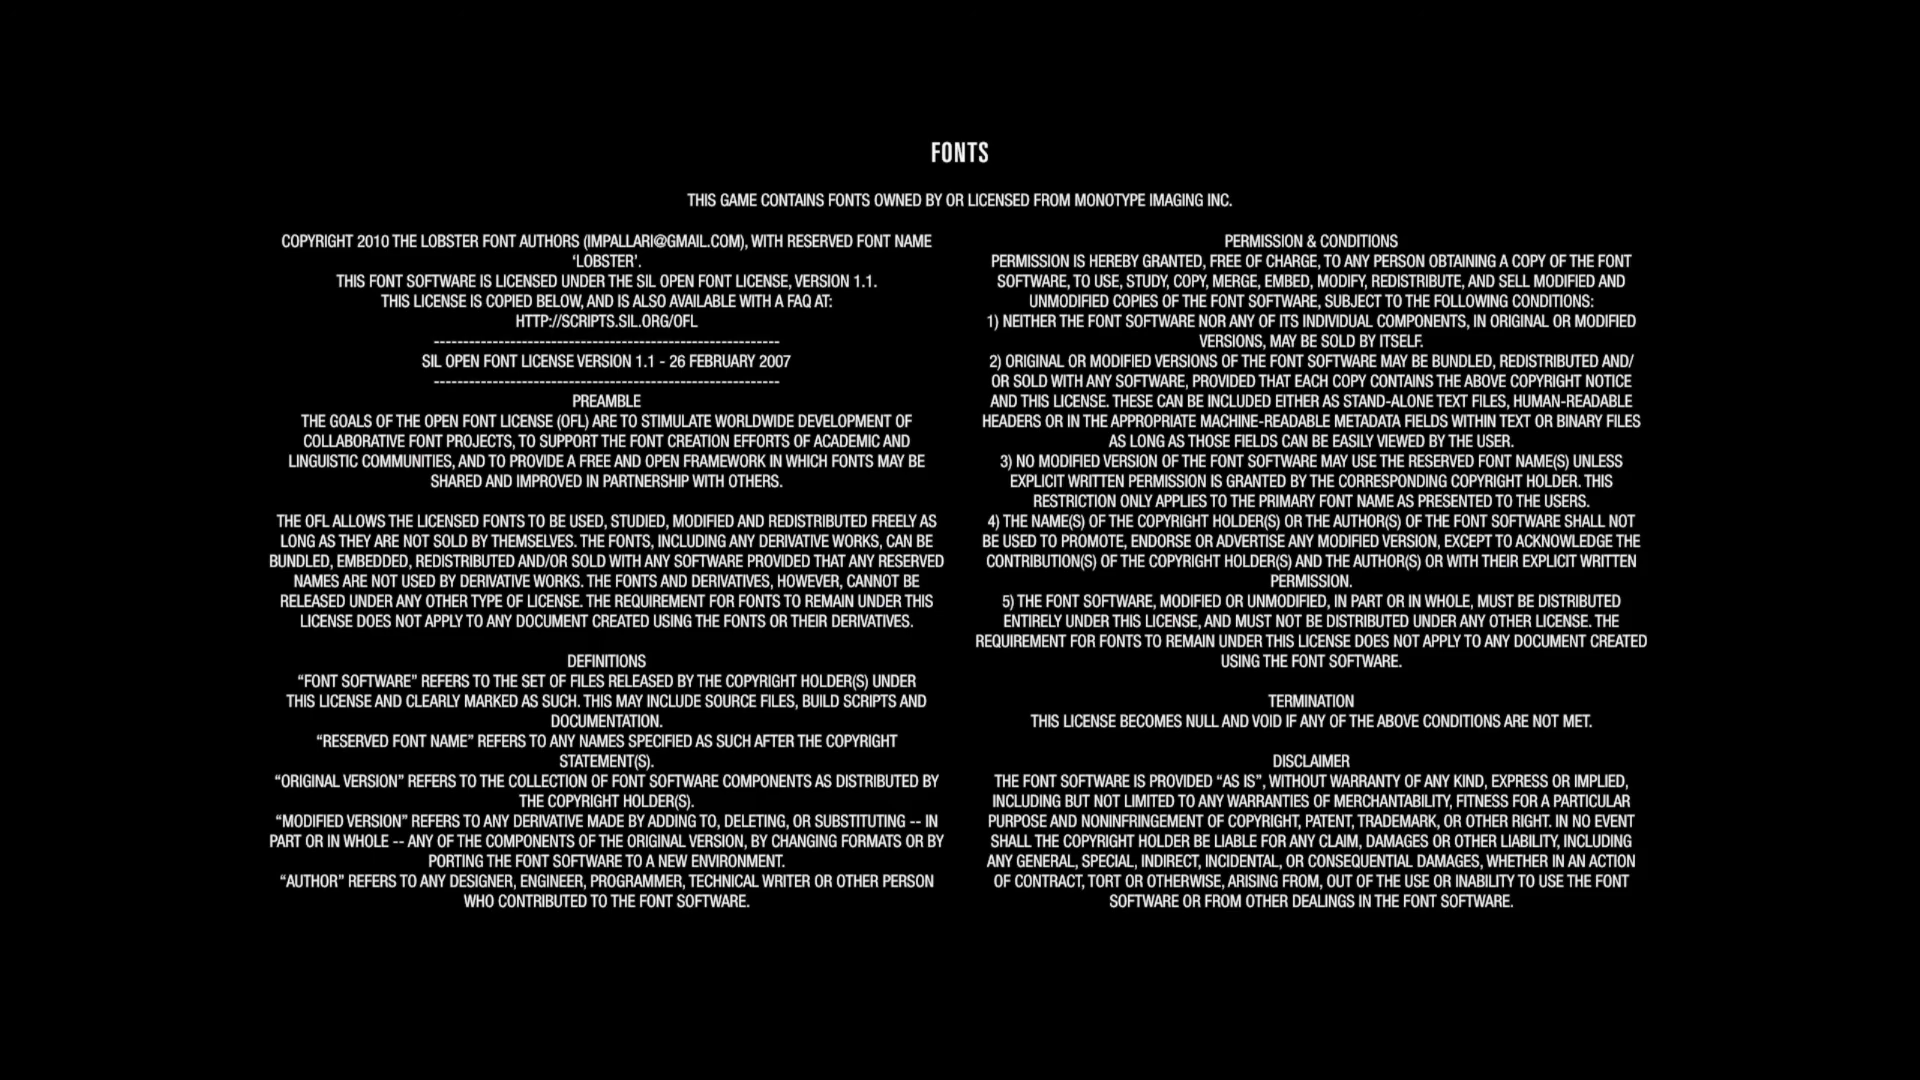 FONTS
THIS GAME CONTAINS FONTS OWNED BY OR LICENSED FROM MONOTYPE IMAGING INC.
COPYRIGHT 2010 THE LOBSTER FONT AUTHORS (IMPALLARI@GMAIL.COM), WITH RESERVED FONT NAME
‘LOBSTER’.
THIS FONT SOFTWARE IS LICENSED UNDER THE SIL OPEN FONT LICENSE, VERSION 1.1.
THIS LICENSE IS COPIED BELOW, AND IS ALSO AVAILABLE WITH A FAQ AT:
HTTP://SCRIPTS.SIL.ORG/OFL
-----------------------------------------------------------
SIL OPEN FONT LICENSE VERSION 1.1 - 26 FEBRUARY 2007
-----------------------------------------------------------
PREAMBLE
THE GOALS OF THE OPEN FONT LICENSE (OFL) ARE TO STIMULATE WORLDWIDE DEVELOPMENT OF
COLLABORATIVE FONT PROJECTS, TO SUPPORT THE FONT CREATION EFFORTS OF ACADEMIC AND
LINGUISTIC COMMUNITIES, AND TO PROVIDE A FREE AND OPEN FRAMEWORK IN WHICH FONTS MAY BE
SHARED AND IMPROVED IN PARTNERSHIP WITH OTHERS.
THE OFL ALLOWS THE LICENSED FONTS TO BE USED, STUDIED, MODIFIED AND REDISTRIBUTED FREELY AS
LONG AS THEY ARE NOT SOLD BY THEMSELVES. THE FONTS, INCLUDING ANY DERIVATIVE WORKS, CAN BE
BUNDLED, EMBEDDED, REDISTRIBUTED AND/OR SOLD WITH ANY SOFTWARE PROVIDED THAT ANY RESERVED
NAMES ARE NOT USED BY DERIVATIVE WORKS. THE FONTS AND DERIVATIVES, HOWEVER, CANNOT BE
RELEASED UNDER ANY OTHER TYPE OF LICENSE. THE REQUIREMENT FOR FONTS TO REMAIN UNDER THIS
LICENSE DOES NOT APPLY TO ANY DOCUMENT CREATED USING THE FONTS OR THEIR DERIVATIVES.
DEFINITIONS
“FONT SOFTWARE” REFERS TO THE SET OF FILES RELEASED BY THE COPYRIGHT HOLDER(S) UNDER
THIS LICENSE AND CLEARLY MARKED AS SUCH. THIS MAY INCLUDE SOURCE FILES, BUILD SCRIPTS AND
DOCUMENTATION.
“RESERVED FONT NAME” REFERS TO ANY NAMES SPECIFIED AS SUCH AFTER THE COPYRIGHT
STATEMENT(S).
“ORIGINAL VERSION” REFERS TO THE COLLECTION OF FONT SOFTWARE COMPONENTS AS DISTRIBUTED BY
THE COPYRIGHT HOLDER(S).
“MODIFIED VERSION” REFERS TO ANY DERIVATIVE MADE BY ADDING TO, DELETING, OR SUBSTITUTING -- IN
PART OR IN WHOLE -- ANY OF THE COMPONENTS OF THE ORIGINAL VERSION, BY CHANGING FORMATS OR BY
PORTING THE FONT SOFTWARE TO A NEW ENVIRONMENT.
“AUTHOR” REFERS TO ANY DESIGNER, ENGINEER, PROGRAMMER, TECHNICAL WRITER OR OTHER PERSON
WHO CONTRIBUTED TO THE FONT SOFTWARE.
PERMISSION & CONDITIONS
PERMISSION IS HEREBY GRANTED, FREE OF CHARGE, TO ANY PERSON OBTAINING A COPY OF THE FONT
SOFTWARE, TO USE, STUDY, COPY, MERGE, EMBED, MODIFY, REDISTRIBUTE, AND SELL MODIFIED AND
UNMODIFIED COPIES OF THE FONT SOFTWARE, SUBJECT TO THE FOLLOWING CONDITIONS:
1) NEITHER THE FONT SOFTWARE NOR ANY OF ITS INDIVIDUAL COMPONENTS, IN ORIGINAL OR MODIFIED
VERSIONS, MAY BE SOLD BY ITSELF.
2) ORIGINAL OR MODIFIED VERSIONS OF THE FONT SOFTWARE MAY BE BUNDLED, REDISTRIBUTED AND/
OR SOLD WITH ANY SOFTWARE, PROVIDED THAT EACH COPY CONTAINS THE ABOVE COPYRIGHT NOTICE
AND THIS LICENSE. THESE CAN BE INCLUDED EITHER AS STAND-ALONE TEXT FILES, HUMAN-READABLE
HEADERS OR IN THE APPROPRIATE MACHINE-READABLE METADATA FIELDS WITHIN TEXT OR BINARY FILES
AS LONG AS THOSE FIELDS CAN BE EASILY VIEWED BY THE USER.
3) NO MODIFIED VERSION OF THE FONT SOFTWARE MAY USE THE RESERVED FONT NAME(S) UNLESS
EXPLICIT WRITTEN PERMISSION IS GRANTED BY THE CORRESPONDING COPYRIGHT HOLDER. THIS
RESTRICTION ONLY APPLIES TO THE PRIMARY FONT NAME AS PRESENTED TO THE USERS.
4) THE NAME(S) OF THE COPYRIGHT HOLDER(S) OR THE AUTHOR(S) OF THE FONT SOFTWARE SHALL NOT
BE USED TO PROMOTE, ENDORSE OR ADVERTISE ANY MODIFIED VERSION, EXCEPT TO ACKNOWLEDGE THE
CONTRIBUTION(S) OF THE COPYRIGHT HOLDER(S) AND THE AUTHOR(S) OR WITH THEIR EXPLICIT WRITTEN
PERMISSION.
5) THE FONT SOFTWARE, MODIFIED OR UNMODIFIED, IN PART OR IN WHOLE, MUST BE DISTRIBUTED
ENTIRELY UNDER THIS LICENSE, AND MUST NOT BE DISTRIBUTED UNDER ANY OTHER LICENSE. THE
REQUIREMENT FOR FONTS TO REMAIN UNDER THIS LICENSE DOES NOT APPLY TO ANY DOCUMENT CREATED
USING THE FONT SOFTWARE.
TERMINATION
THIS LICENSE BECOMES NULL AND VOID IF ANY OF THE ABOVE CONDITIONS ARE NOT MET.
DISCLAIMER
THE FONT SOFTWARE IS PROVIDED “AS IS”, WITHOUT WARRANTY OF ANY KIND, EXPRESS OR IMPLIED,
INCLUDING BUT NOT LIMITED TO ANY WARRANTIES OF MERCHANTABILITY, FITNESS FOR A PARTICULAR
PURPOSE AND NONINFRINGEMENT OF COPYRIGHT, PATENT, TRADEMARK, OR OTHER RIGHT. IN NO EVENT
SHALL THE COPYRIGHT HOLDER BE LIABLE FOR ANY CLAIM, DAMAGES OR OTHER LIABILITY, INCLUDING
ANY GENERAL, SPECIAL, INDIRECT, INCIDENTAL, OR CONSEQUENTIAL DAMAGES, WHETHER IN AN ACTION
OF CONTRACT, TORT OR OTHERWISE, ARISING FROM, OUT OF THE USE OR INABILITY TO USE THE FONT
SOFTWARE OR FROM OTHER DEALINGS IN THE FONT SOFTWARE.